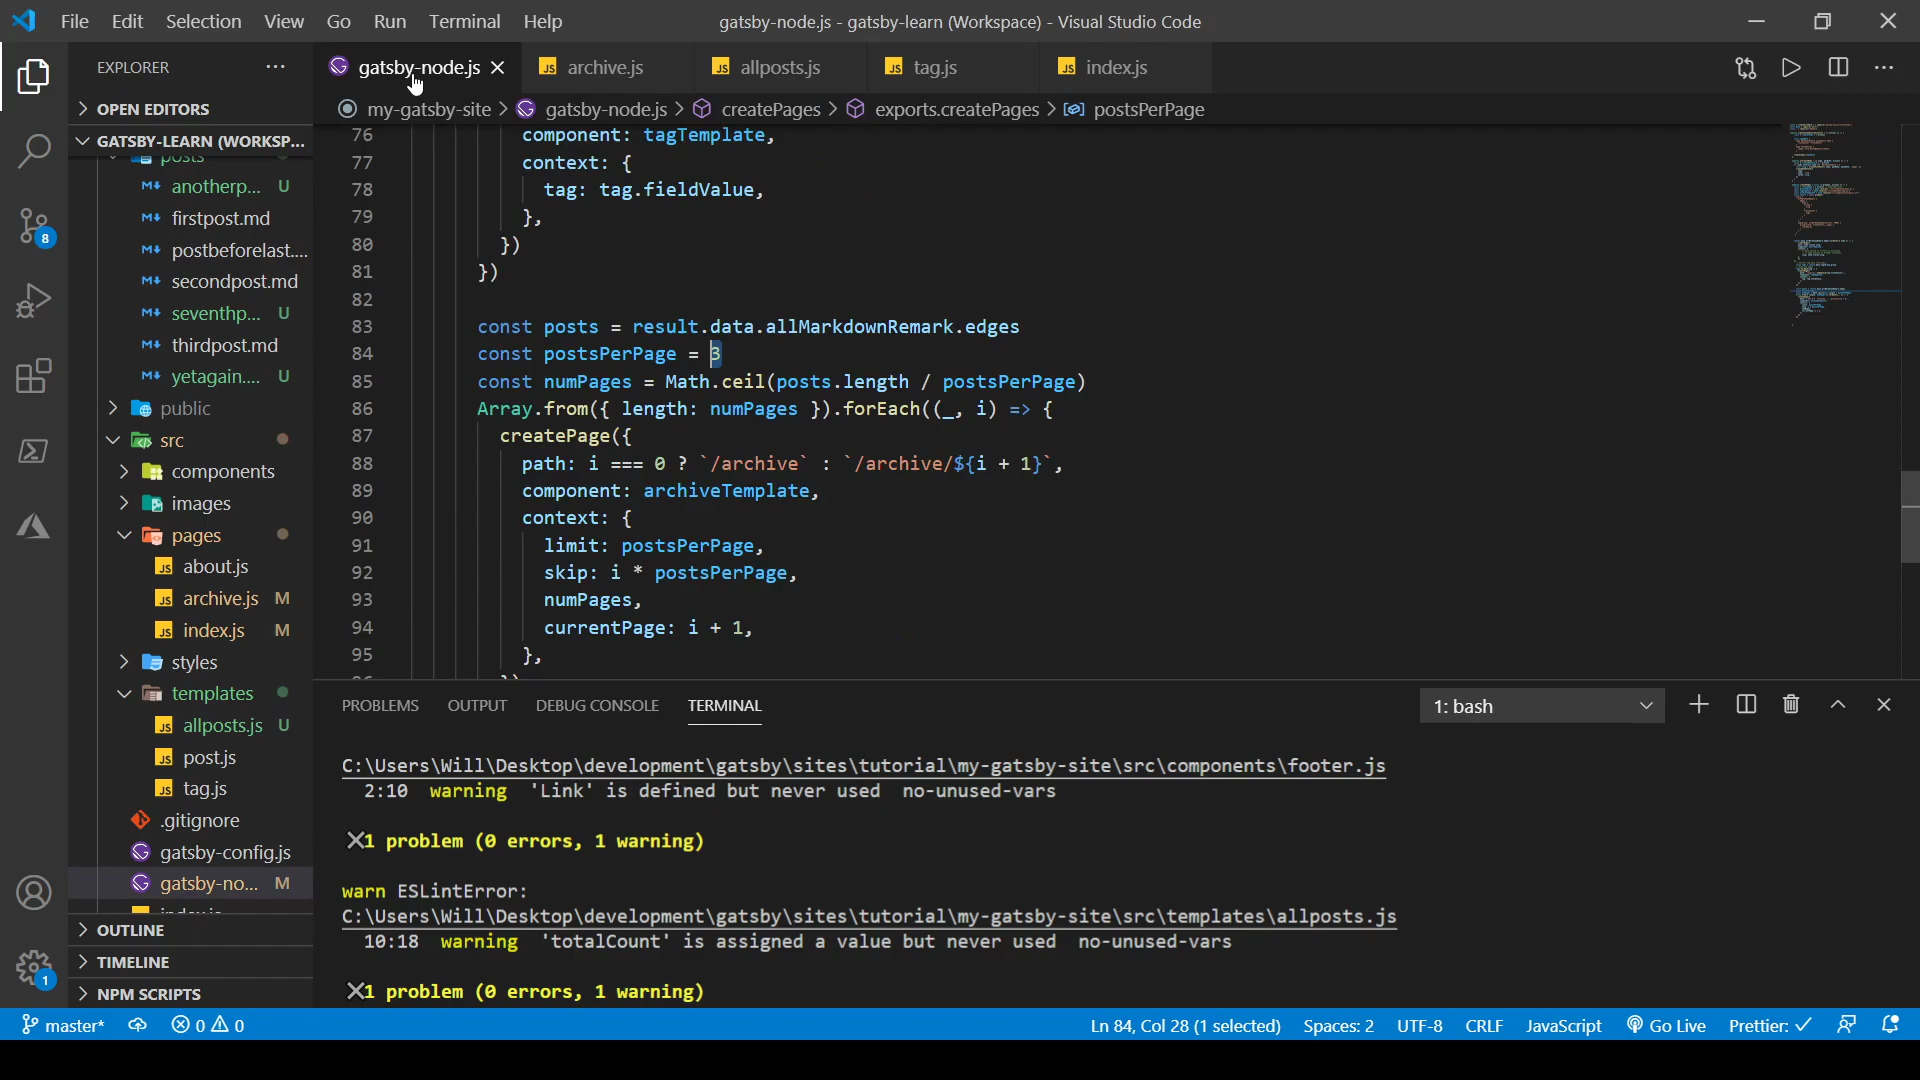 File Edit Selection View Go Run Terminal Help
gatsby-node.js - gatsby-learn (Workspace) - Visual Studio Code
EXPLORER
OPEN EDITORS
GATSBY-LEARN (WORKSP...
posts
anotherp... U
firstpost.md
postbeforelast....
secondpost.md
seventhp... U
thirdpost.md
yetagain.... U
public
src
components
images
pages
about.js
archive.js M
index.js M
styles
templates
allposts.js U
post.js
tag.js
.gitignore
gatsby-config.js
gatsby-no... M
OUTLINE
TIMELINE
NPM SCRIPTS
8
1
gatsby-node.js archive.js allposts.js tag.js index.js
my-gatsby-site > gatsby-node.js > createPages > exports.createPages > postsPerPage
76 component: tagTemplate,
77 context: {
78 tag: tag.fieldValue,
79 },
80 })
81 })
82
83 const posts = result.data.allMarkdownRemark.edges
84 const postsPerPage = 3
85 const numPages = Math.ceil(posts.length / postsPerPage)
86 Array.from({ length: numPages }).forEach((_, i) => {
87 createPage({
88 path: i === 0 ? `/archive` : `/archive/${i + 1}`,
89 component: archiveTemplate,
90 context: {
91 limit: postsPerPage,
92 skip: i * postsPerPage,
93 numPages,
94 currentPage: i + 1,
95 },
PROBLEMS OUTPUT DEBUG CONSOLE TERMINAL
1: bash
C:\Users\Will\Desktop\development\gatsby\sites\tutorial\my-gatsby-site\src\components\footer.js
2:10 warning 'Link' is defined but never used no-unused-vars
1 problem (0 errors, 1 warning)
warn ESLintError:
C:\Users\Will\Desktop\development\gatsby\sites\tutorial\my-gatsby-site\src\templates\allposts.js
10:18 warning 'totalCount' is assigned a value but never used no-unused-vars
1 problem (0 errors, 1 warning)
master* 0 0 Ln 84, Col 28 (1 selected) Spaces: 2 UTF-8 CRLF JavaScript Go Live Prettier: ✓